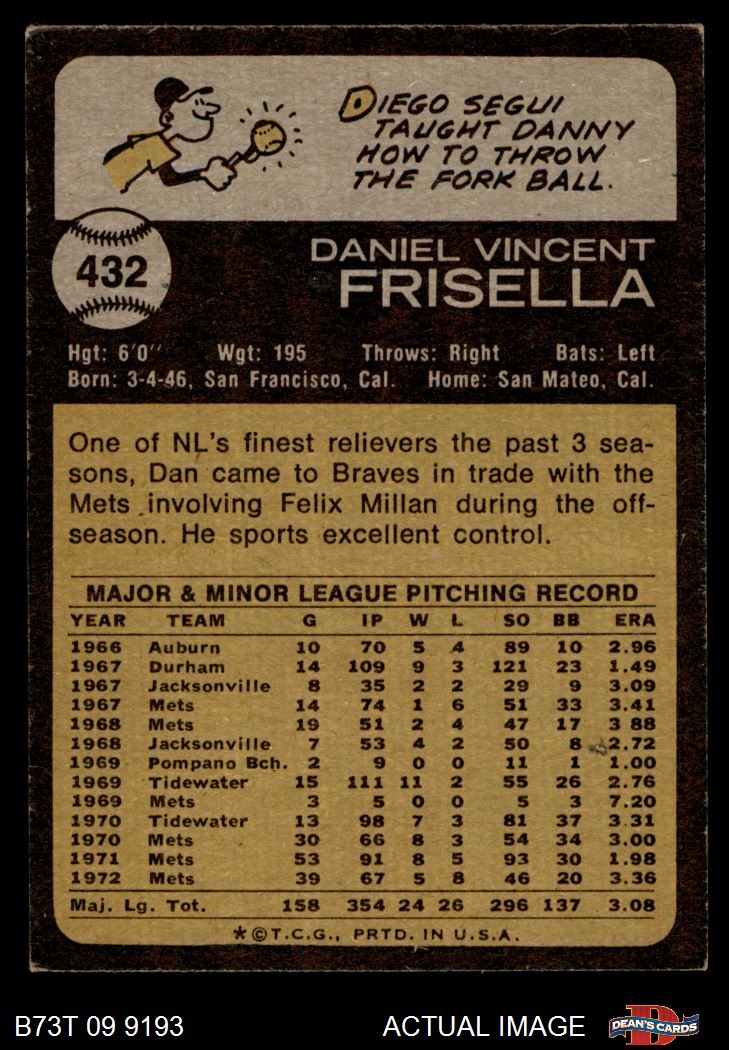 DIEGO SEGUI
TAUGHT DANNY
HOW TO THROW
THE FORK BALL.
432
DANIEL VINCENT
FRISELLA
Hgt: 6'0'' Wgt: 195 Throws: Right Bats: Left
Born: 3-4-46, San Francisco, Cal. Home: San Mateo, Cal.
One of NL's finest relievers the past 3 sea-
sons, Dan came to Braves in trade with the
Mets involving Felix Millan during the off-
season. He sports excellent control.
MAJOR & MINOR LEAGUE PITCHING RECORD
YEAR TEAM G IP W L SO BB ERA
1966 Auburn 10 70 5 4 89 10 2.96
1967 Durham 14 109 9 3 121 23 1.49
1967 Jacksonville 8 35 2 2 29 9 3.09
1967 Mets 14 74 1 6 51 33 3.41
1968 Mets 19 51 2 4 47 17 3 88
1968 Jacksonville 7 53 4 2 50 8 2.72
1969 Pompano Bch. 2 9 0 0 11 1 1.00
1969 Tidewater 15 111 11 2 55 26 2.76
1969 Mets 3 5 0 0 5 3 7.20
1970 Tidewater 13 98 7 3 81 37 3.31
1970 Mets 30 66 8 3 54 34 3.00
1971 Mets 53 91 8 5 93 30 1.98
1972 Mets 39 67 5 8 46 20 3.36
Maj. Lg. Tot. 158 354 24 26 296 137 3.08
*©T.C.G., PRTD. IN U.S.A.
B73T 09 9193 ACTUAL IMAGE DEAN'S CARDS